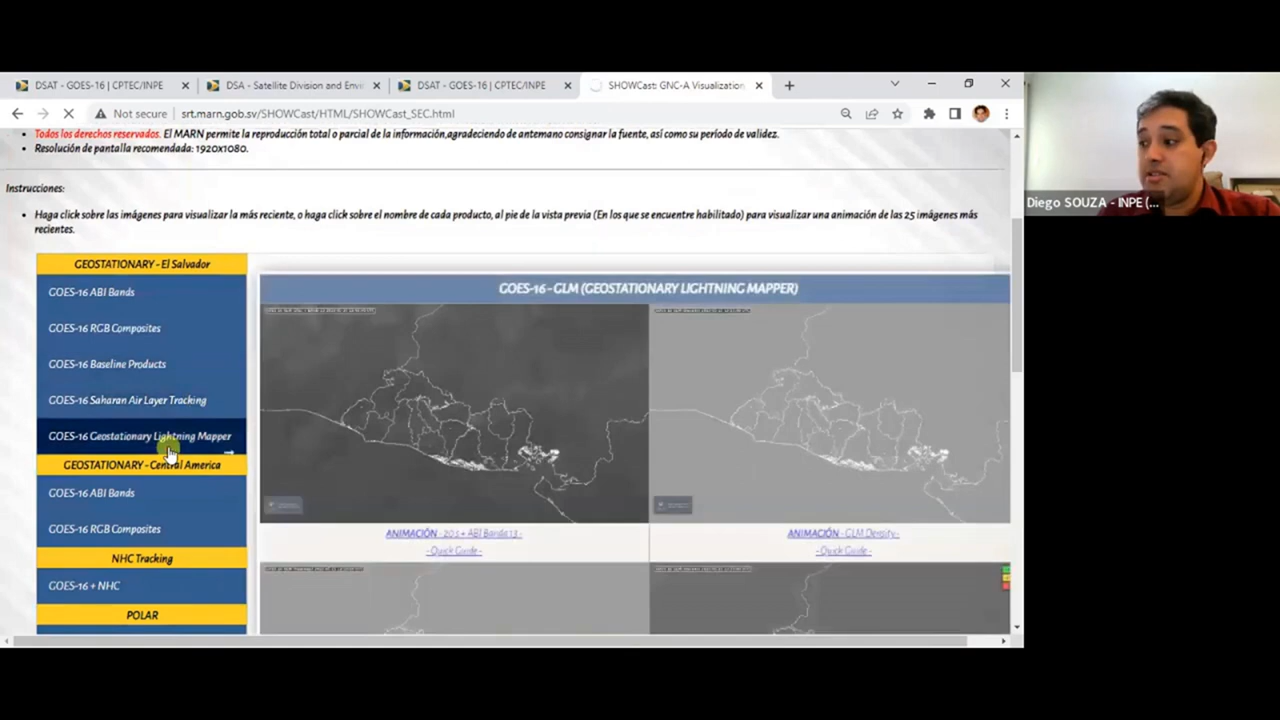 DSAT - GOES-16 | CPTEC/INPE
DSA - Satellite Division and Envi
DSAT - GOES-16 | CPTEC/INPE
SHOWCast: GNC-A Visualization
Not secure
srt.marn.gob.sv/SHOWCast/HTML/SHOWCast_SEC.html
Todos los derechos reservados. El MARN permite la reproducción total o parcial de la información,agradeciendo de antemano consignar la fuente, así como su período de validez.
Resolución de pantalla recomendada: 1920x1080.
Diego SOUZA - INPE (...
Instrucciones:
Haga click sobre las imágenes para visualizar la más reciente, o haga click sobre el nombre de cada producto, al pie de la vista previa (En los que se encuentre habilitado) para visualizar una animación de las 25 imágenes más
recientes.
GEOSTATIONARY - El Salvador
GOES-16 ABI Bands
GOES-16 RGB Composites
GOES-16 Baseline Products
GOES-16 Saharan Air Layer Tracking
GOES-16 Geostationary Lightning Mapper
GEOSTATIONARY - Central America
GOES-16 ABI Bands
GOES-16 RGB Composites
NHC Tracking
GOES-16 + NHC
POLAR
GOES-16 - GLM (GEOSTATIONARY LIGHTNING MAPPER)
ANIMACIÓN
- Quick Guide -
ANIMACIÓN - GLM Density-
- Quick Guide -